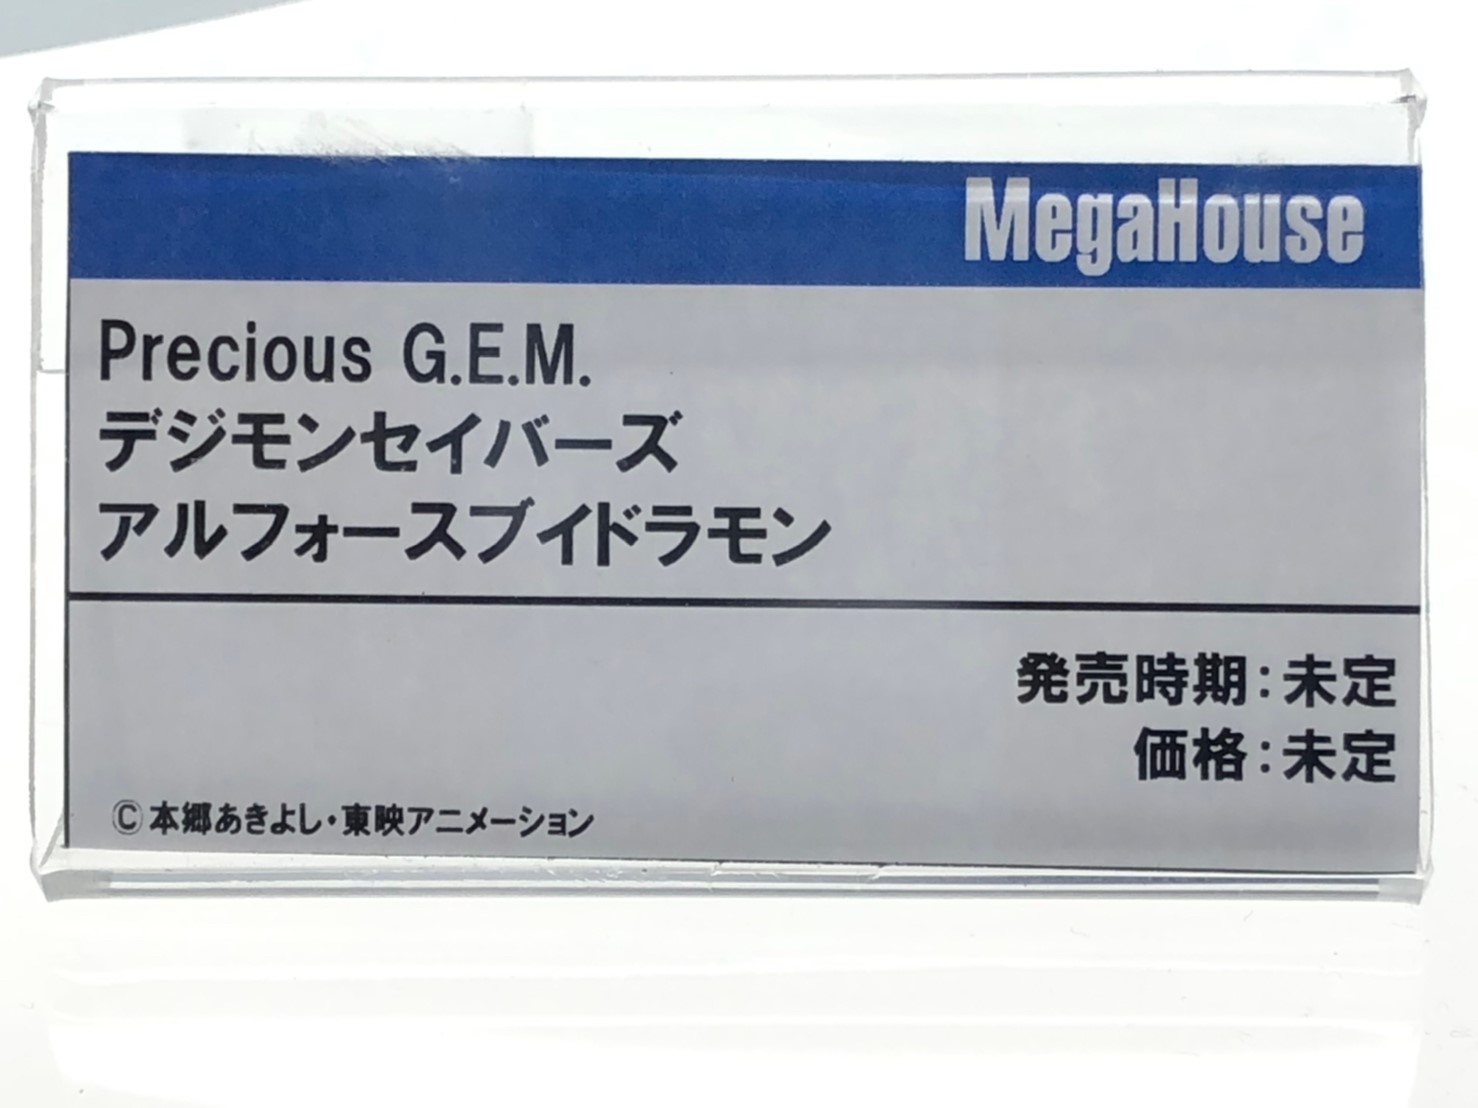 MegaHouse
Precious G.E.M.
デジモンセイバーズ
アルフォースブイドラモン
発売時期：未定
価格：未定
©本郷あきよし・東映アニメーション